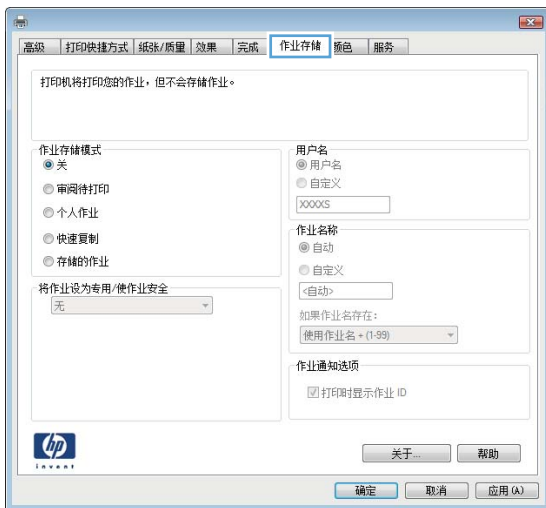 高级 打印快捷方式 纸张/质量 效果 完成 作业存储 颜色 服务
打印机将打印您的作业，但不会存储作业。
作业存储模式
关
审阅待打印
个人作业
快速复制
存储的作业
将作业设为专用/使作业安全
无
用户名
用户名
自定义
XXXXS
作业名称
自动
自定义
<自动>
如果作业名存在:
使用作业名 + (1-99)
作业通知选项
打印时显示作业 ID
hp
invent
关于... 帮助
确定 取消 应用(A)